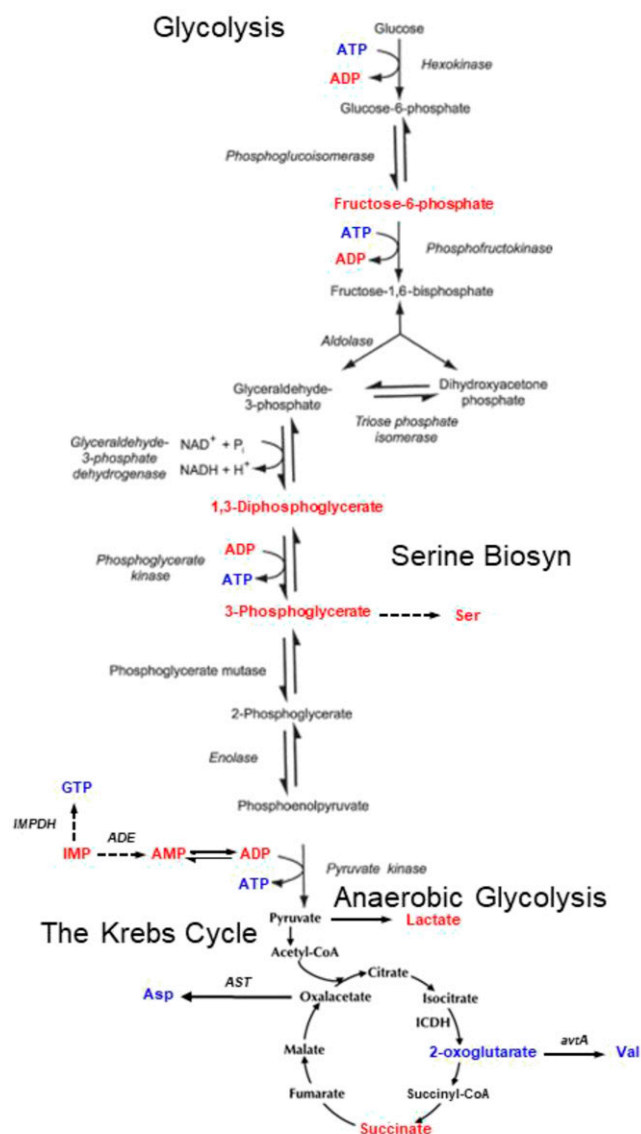 Glycolysis
Glucose
ATP
ADP
Hexokinase
Glucose-6-phosphate
Phosphoglucoisomerase
Fructose-6-phosphate
ATP
ADP
Phosphofructokinase
Fructose-1,6-bisphosphate
Aldolase
Glyceraldehyde-
3-phosphate
Dihydroxyacetone
phosphate
Triose phosphate
isomerase
Glyceraldehyde-
3-phosphate
dehydrogenase
NAD+ + Pi
NADH + H+
1,3-Diphosphoglycerate
Phosphoglycerate
kinase
ADP
ATP
Serine Biosyn
3-Phosphoglycerate
Ser
Phosphoglycerate mutase
2-Phosphoglycerate
Enolase
Phosphoenolpyruvate
GTP
IMPDH
ADE
IMP
AMP
ADP
ATP
Pyruvate kinase
Anaerobic Glycolysis
Pyruvate
Lactate
The Krebs Cycle
Acetyl-CoA
Citrate
Asp
AST
Oxalacetate
Isocitrate
ICDH
Malate
2-oxoglutarate
avtA
Val
Fumarate
Succinyl-CoA
Succinate